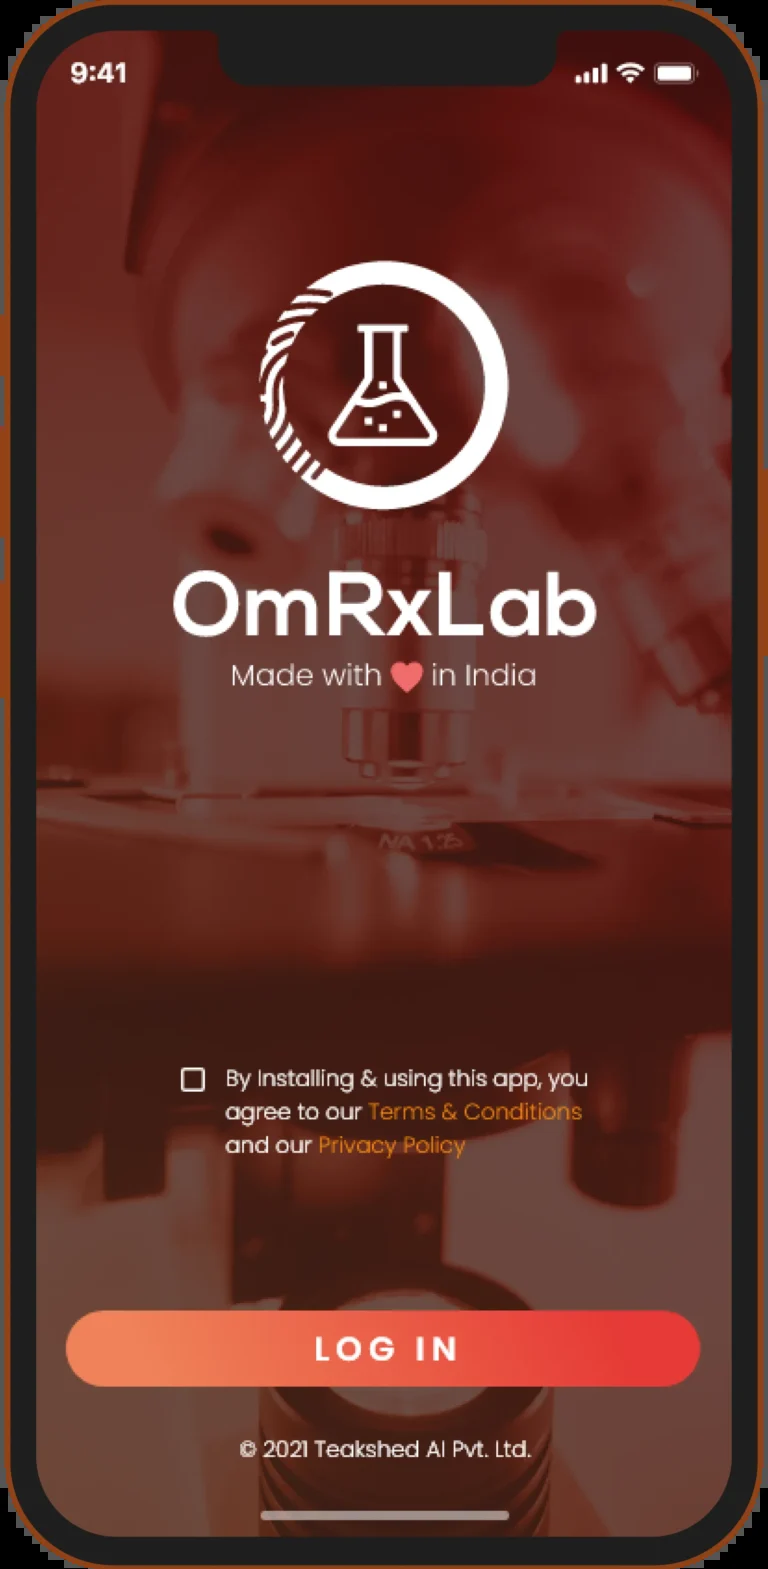 9:41
OmRxLab
Made with ❤ in India
NA 1.25
By Installing & using this app, you
agree to our Terms & Conditions
and our Privacy Policy
LOG IN
© 2021 Teakshed AI Pvt. Ltd.